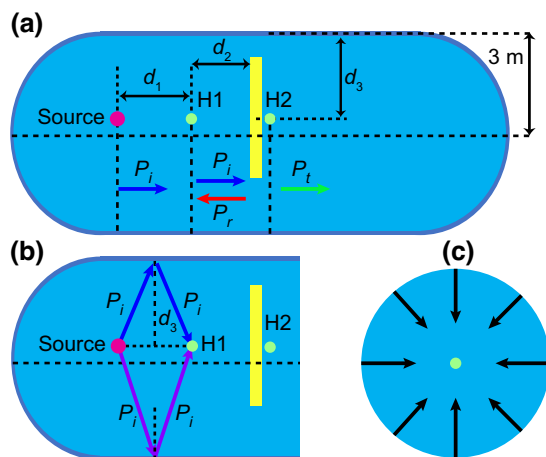 (a)
d2
3 m
d1
d3
Source
H1
H2
Pi
Pi
Pt
Pr
(b)
(c)
Pi
Pi
d3
H2
Source
H1
Pi
Pi